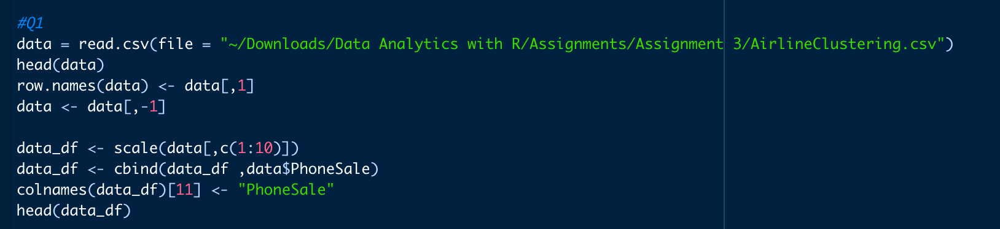 #Q1
data = read.csv(file = "~/Downloads/Data Analytics with R/Assignments/Assignment 3/AirlineClustering.csv")
head(data)
row.names(data) <- data[,1]
data <- data[,-1]
data_df <- scale(data[,c(1:10)])
data_df <- cbind(data_df ,data$PhoneSale)
colnames(data_df)[11] <- "PhoneSale"
head(data_df)